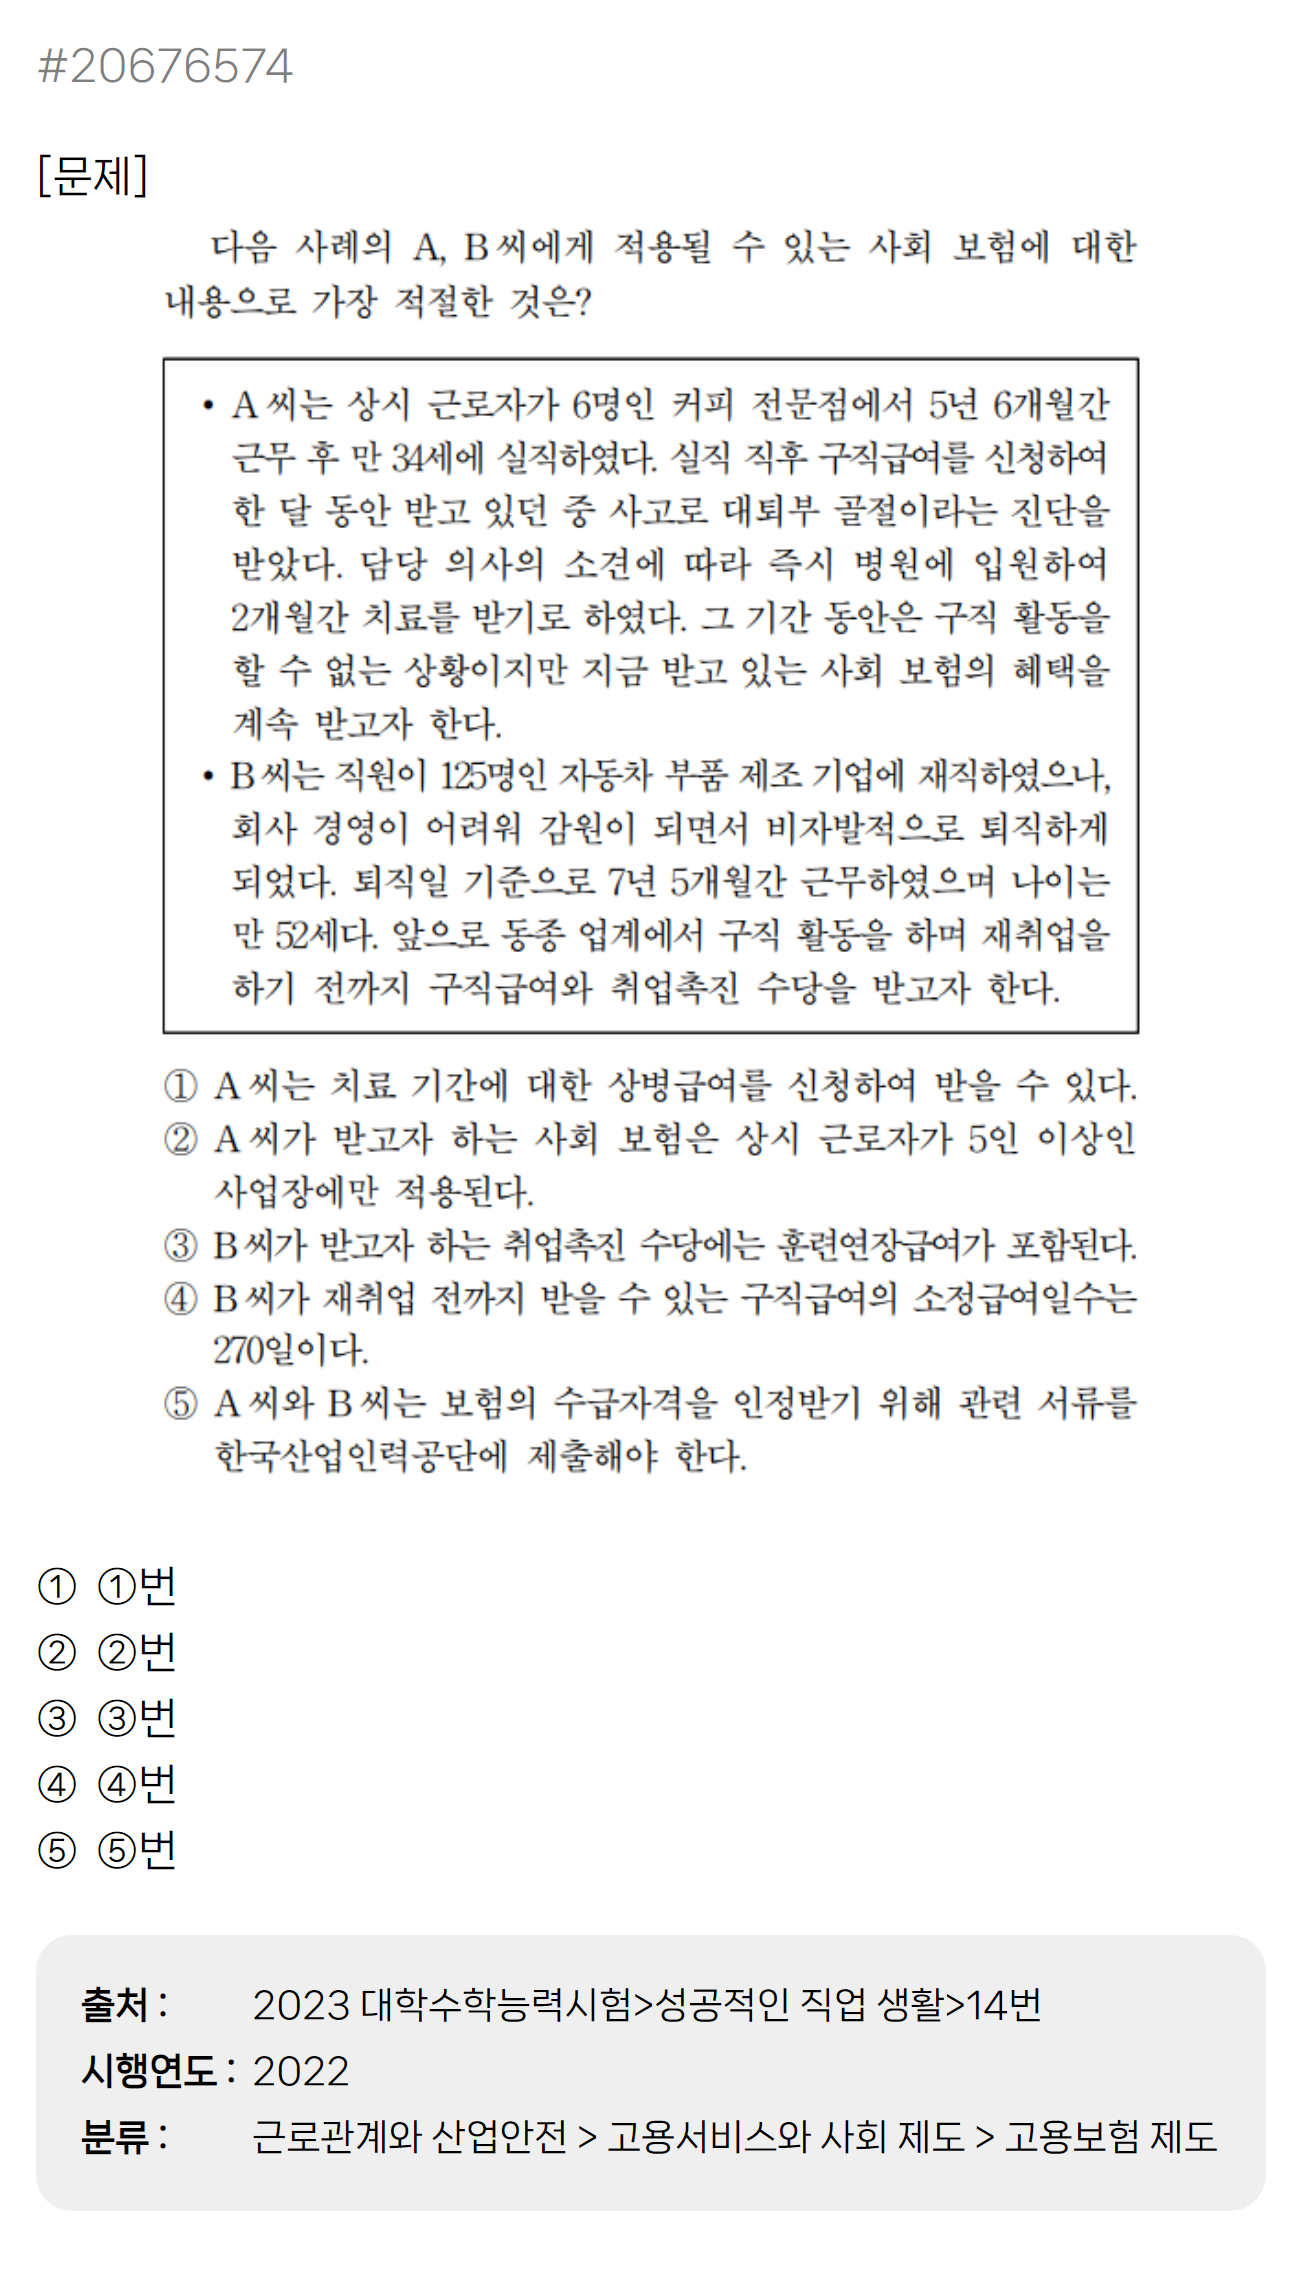 #20676574
[문제]
다음 사례의 A, B씨에게 적용될 수 있는 사회 보험에 대한
내용으로 가장 적절한 것은?
• A씨는 상시 근로자가 6명인 커피 전문점에서 5년 6개월간
근무 후 만 34세에 실직하였다. 실직 직후 구직급여를 신청하여
한 달 동안 받고 있던 중 사고로 대퇴부 골절이라는 진단을
받았다. 담당 의사의 소견에 따라 즉시 병원에 입원하여
2개월간 치료를 받기로 하였다. 그 기간 동안은 구직 활동을
할 수 없는 상황이지만 지금 받고 있는 사회 보험의 혜택을
계속 받고자 한다.
• B씨는 직원이 125명인 자동차 부품 제조 기업에 재직하였으나,
회사 경영이 어려워 감원이 되면서 비자발적으로 퇴직하게
되었다. 퇴직일 기준으로 7년 5개월간 근무하였으며 나이는
만 52세다. 앞으로 동종 업계에서 구직 활동을 하며 재취업을
하기 전까지 구직급여와 취업촉진 수당을 받고자 한다.
① A씨는 치료 기간에 대한 상병급여를 신청하여 받을 수 있다.
② A씨가 받고자 하는 사회 보험은 상시 근로자가 5인 이상인
사업장에만 적용된다.
③ B씨가 받고자 하는 취업촉진 수당에는 훈련연장급여가 포함된다.
④ B씨가 재취업 전까지 받을 수 있는 구직급여의 소정급여일수는
270일이다.
⑤ A씨와 B씨는 보험의 수급자격을 인정받기 위해 관련 서류를
한국산업인력공단에 제출해야 한다.
① ①번
② ②번
③ ③번
④ ④번
⑤ ⑤번
출처 : 2023 대학수학능력시험>성공적인 직업 생활>14번
시행연도 : 2022
분류 : 근로관계와 산업안전 > 고용서비스와 사회 제도 > 고용보험 제도